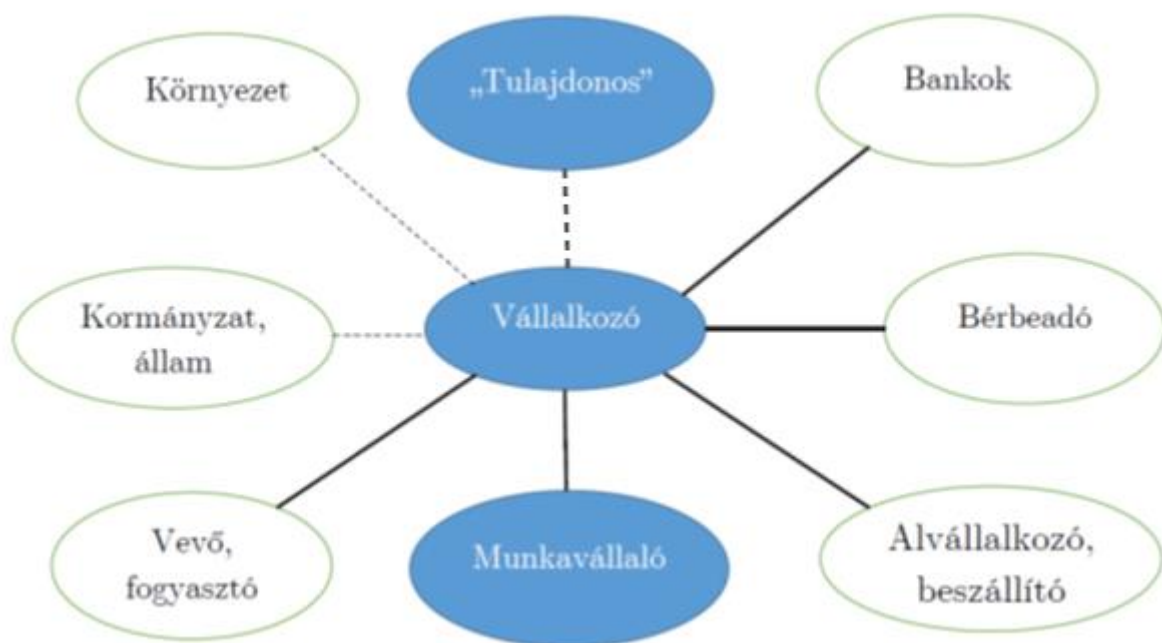 Környezet
„Tulajdonos”
Bankok
Kormányzat,
állam
Vállalkozó
Bérbeadó
Vevő,
fogyasztó
Munkavállaló
Alvállalkozó,
beszállító